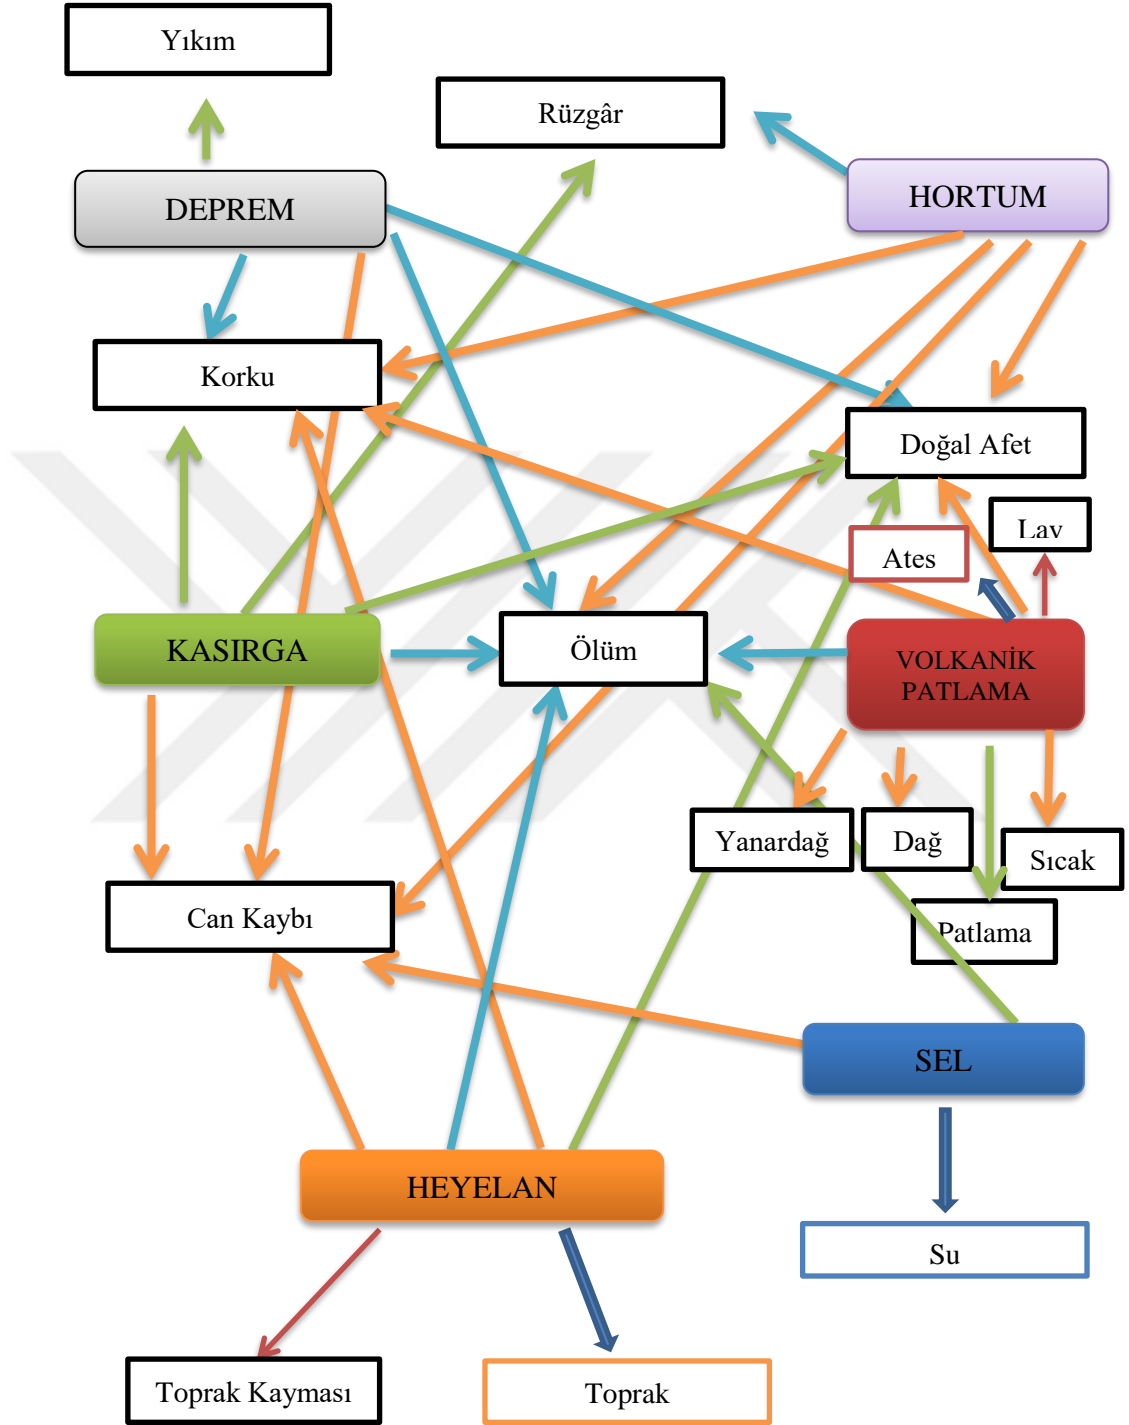 Yıkım
Rüzgâr
DEPREM
HORTUM
Korku
Doğal Afet
Lav
Ates
KASIRGA
Ölüm
VOLKANİK
PATLAMA
Yanardağ
Dağ
Sıcak
Can Kaybı
Patlama
SEL
HEYELAN
Su
Toprak Kayması
Toprak